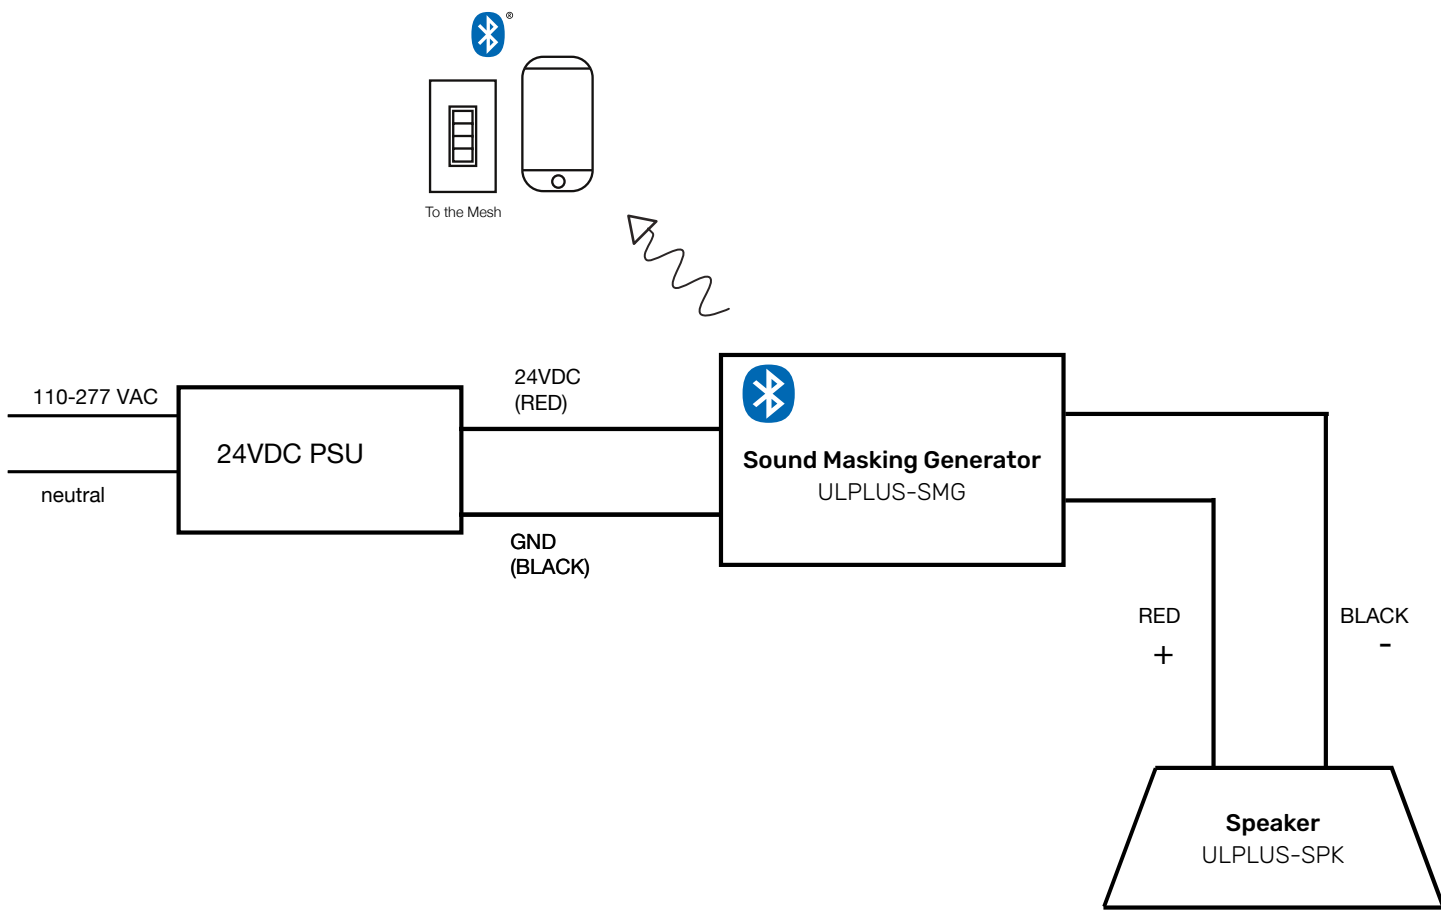 ®
To the Mesh
110-277 VAC
neutral
24VDC PSU
24VDC
(RED)
GND
(BLACK)
Sound Masking Generator
ULPLUS-SMG
RED
+
BLACK
-
Speaker
ULPLUS-SPK